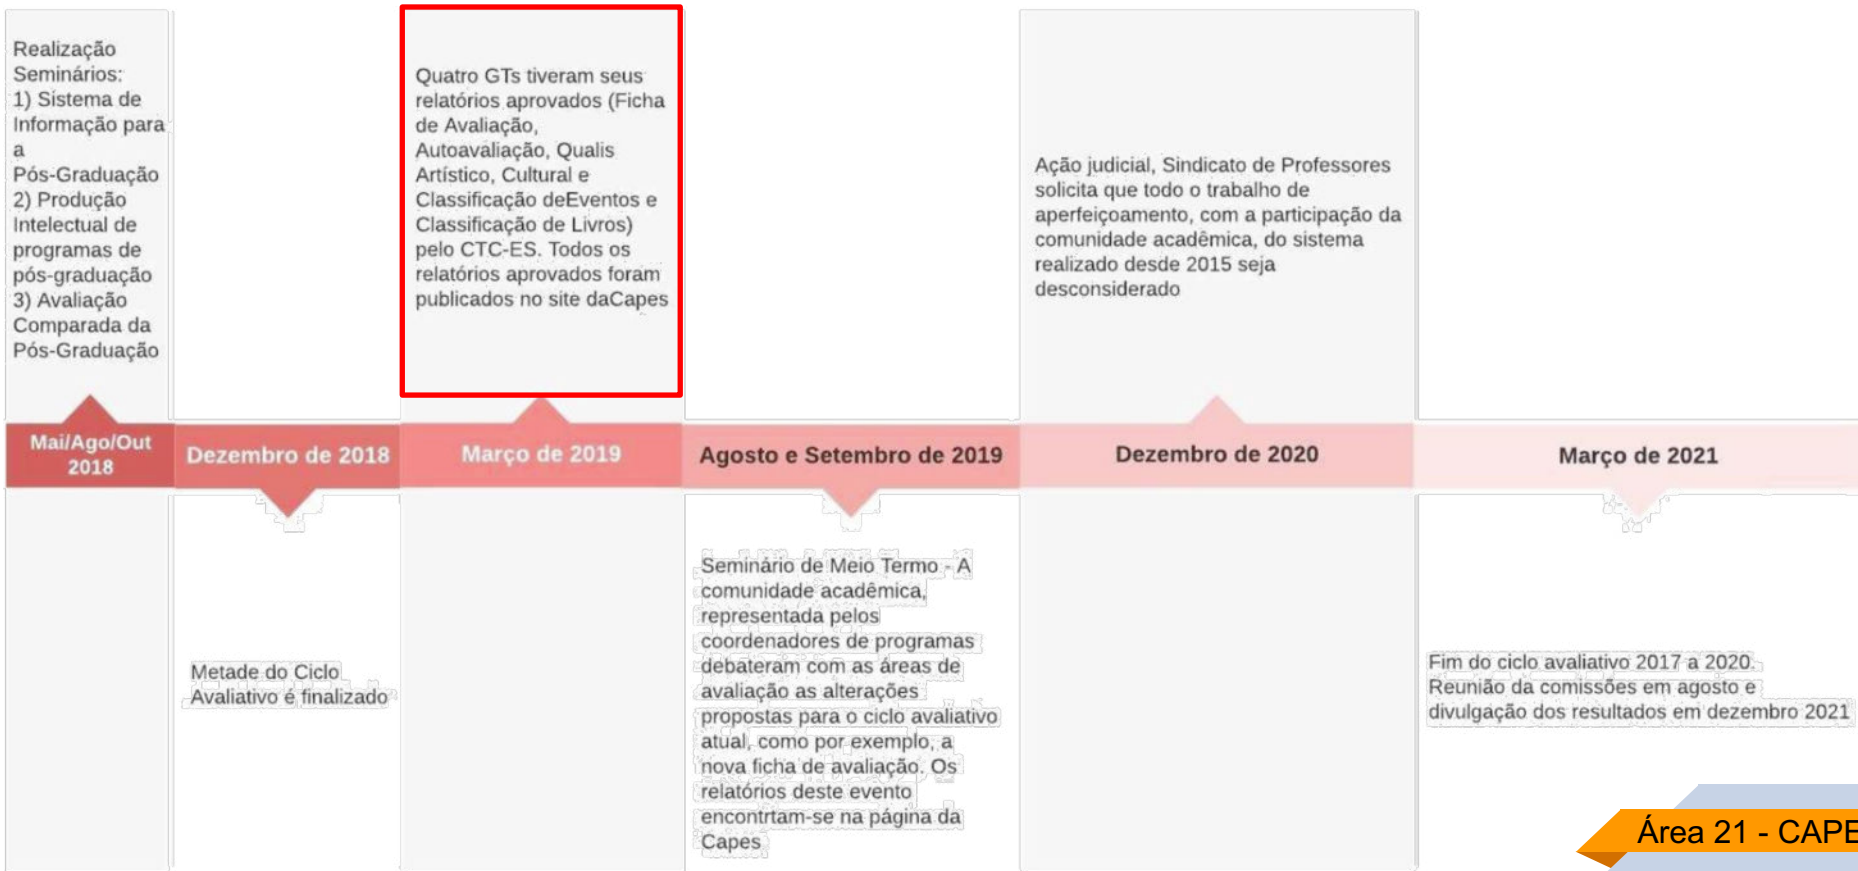 Realização
Seminários:
1) Sistema de
Informação para
a
Pós-Graduação
2) Produção
Intelectual de
programas de
pós-graduação
3) Avaliação
Comparada da
Pós-Graduação
Quatro GTs tiveram seus
relatórios aprovados (Ficha
de Avaliação,
Autoavaliação, Qualis
Artístico, Cultural e
Classificação deEventos e
Classificação de Livros)
pelo CTC-ES. Todos os
relatórios aprovados foram
publicados no site daCapes
Ação judicial, Sindicato de Professores
solicita que todo o trabalho de
aperfeiçoamento, com a participação da
comunidade acadêmica, do sistema
realizado desde 2015 seja
desconsiderado
Mai/Ago/Out
2018
Dezembro de 2018
Março de 2019
Agosto e Setembro de 2019
Dezembro de 2020
Março de 2021
Metade do Ciclo
Avaliativo é finalizado
Seminário de Meio Termo - A
comunidade acadêmica,
representada pelos
coordenadores de programas
debateram com as áreas de
avaliação as alterações
propostas para o ciclo avaliativo
atual, como por exemplo, a
nova ficha de avaliação. Os
relatórios deste evento
encontrtam-se na página da
Capes
Fim do ciclo avaliativo 2017 a 2020.
Reunião da comissões em agosto e
divulgação dos resultados em dezembro 2021
Área 21 - CAPE